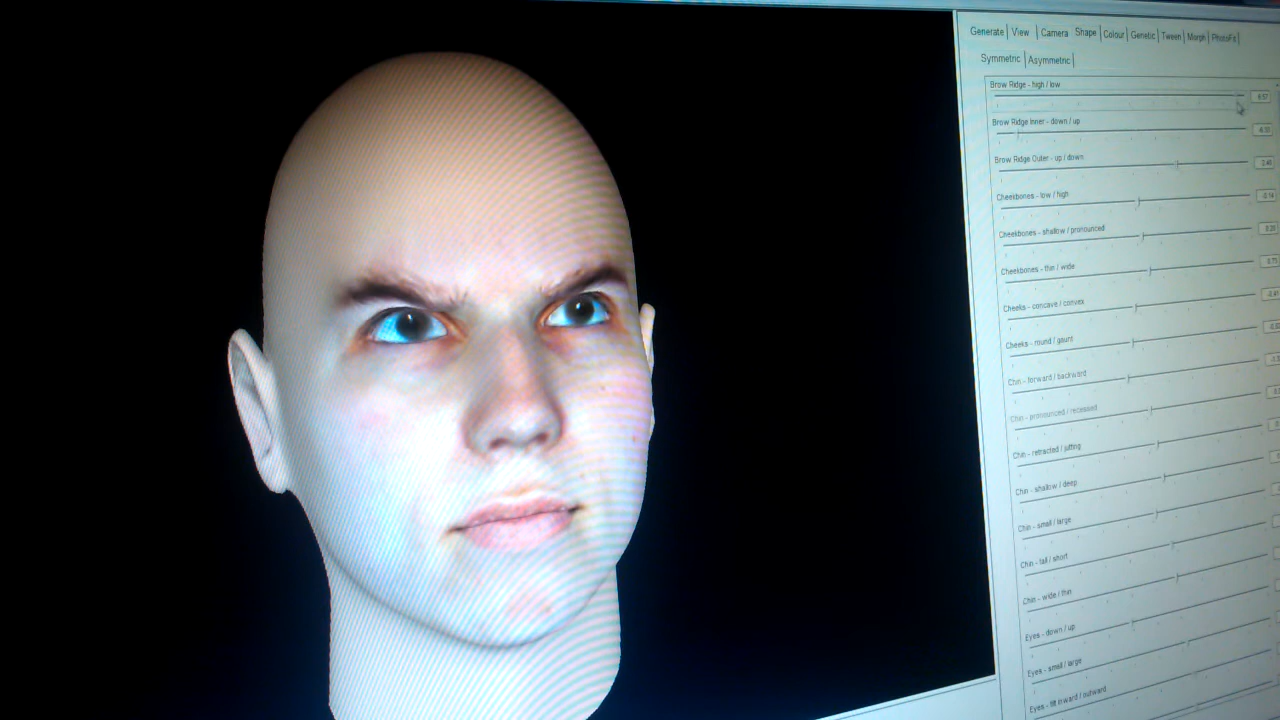 Generate View Camera Shape Colour Genetic Tween Morph PhotoFit
Symmetric Asymmetric
Brow Ridge - high / low
Brow Ridge Inner - down / up
Brow Ridge Outer - up / down
Cheekbones - low / high
Cheekbones - shallow / pronounced
Cheekbones - thin / wide
Cheeks - concave / convex
Cheeks - round / gaunt
Chin - forward / backward
Chin - pronounced / recessed
Chin - retracted / jutting
Chin - shallow / deep
Chin - small / large
Chin - tall / short
Chin - wide / thin
Eyes - down / up
Eyes - small / large
Eyes - tilt inward / outward